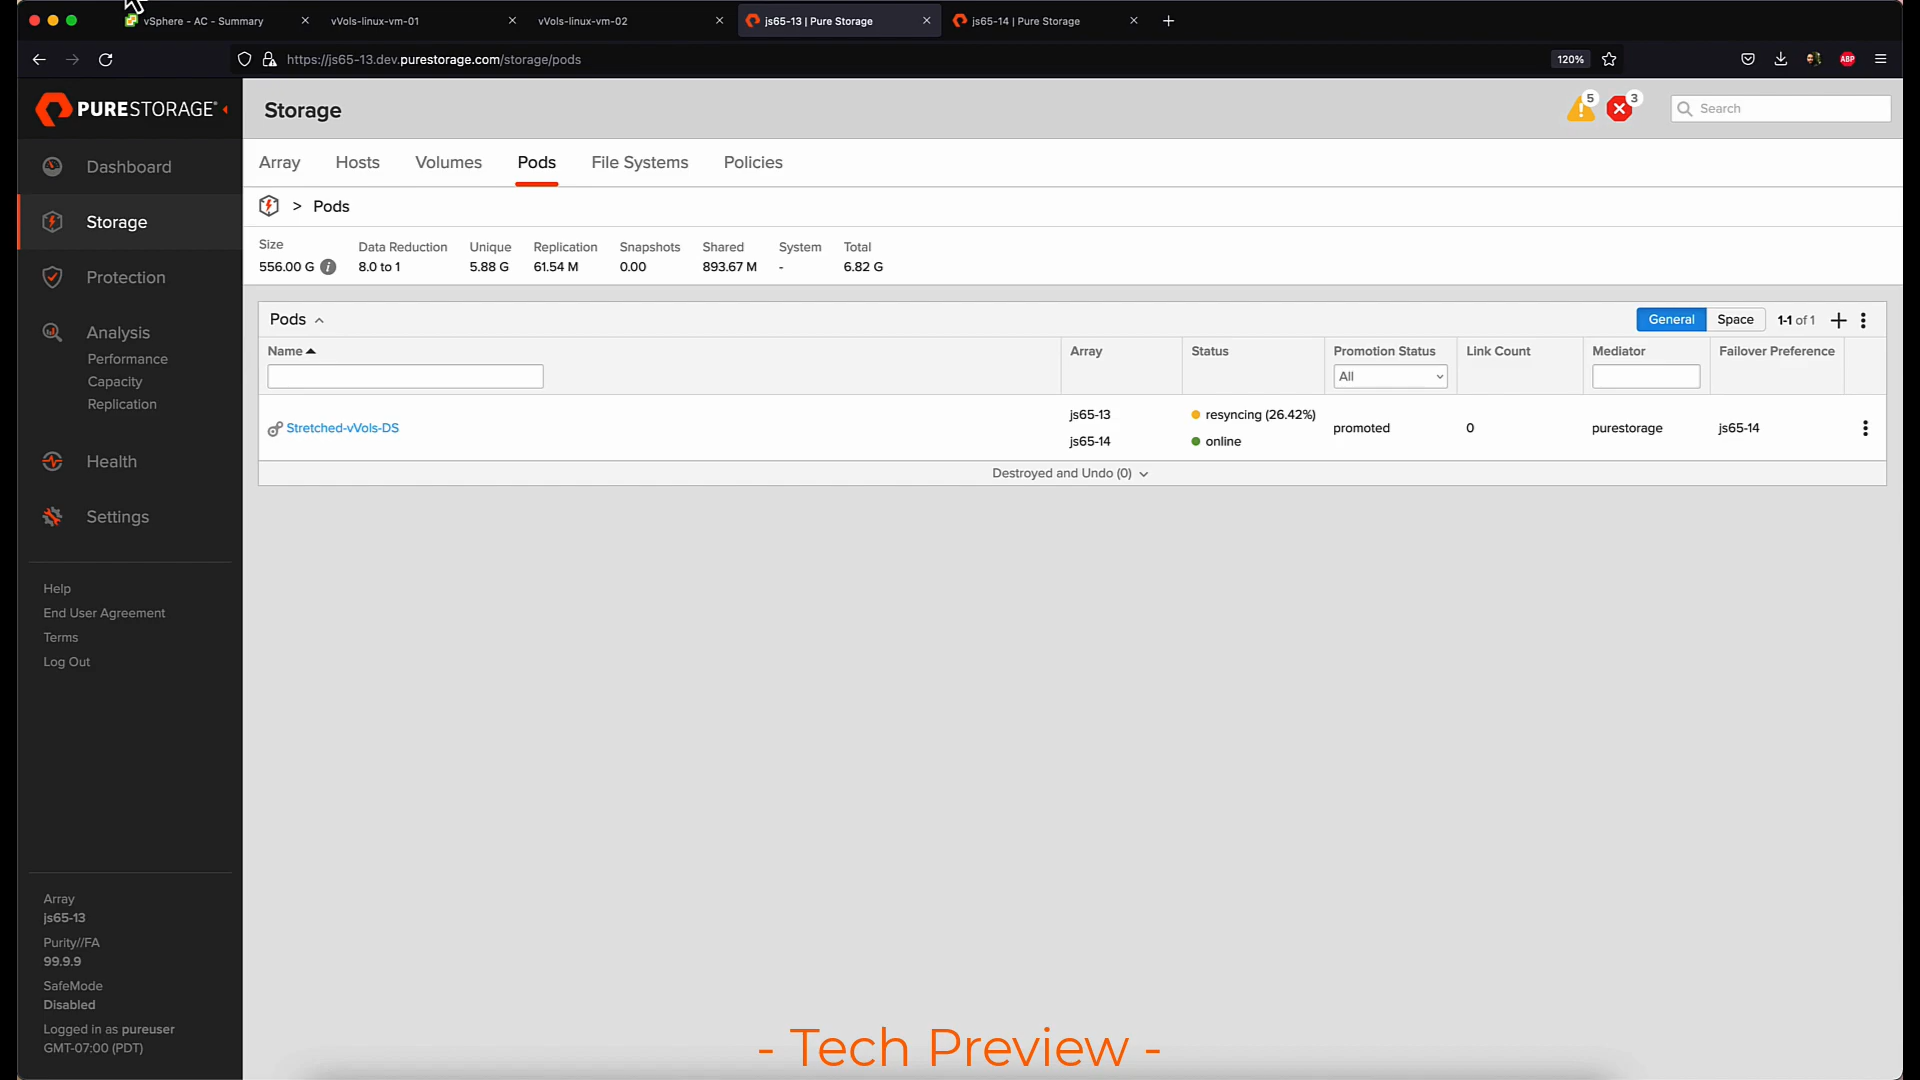 vSphere - AC - Summary
vVols-linux-vm-01
vVols-linux-vm-02
js65-13 | Pure Storage
js65-14 | Pure Storage
https://js65-13.dev.purestorage.com/storage/pods
120%
ABP
PURESTORAGE®
Storage
5
3
Search
Dashboard
Storage
Protection
Analysis
Performance
Capacity
Replication
Health
Settings
Help
End User Agreement
Terms
Log Out
Array
js65-13
Purity//FA
99.9.9
SafeMode
Disabled
Logged in as pureuser
GMT-07:00 (PDT)
Array Hosts Volumes Pods File Systems Policies
> Pods
Size Data Reduction Unique Replication Snapshots Shared System Total
556.00 G i 8.0 to 1 5.88 G 61.54 M 0.00 893.67 M - 6.82 G
Pods
General Space 1-1 of 1
Name Array Status Promotion Status Link Count Mediator Failover Preference
All
Stretched-vVols-DS
js65-13 resyncing (26.42%)
js65-14 online
promoted 0 purestorage js65-14
Destroyed and Undo (0)
- Tech Preview -